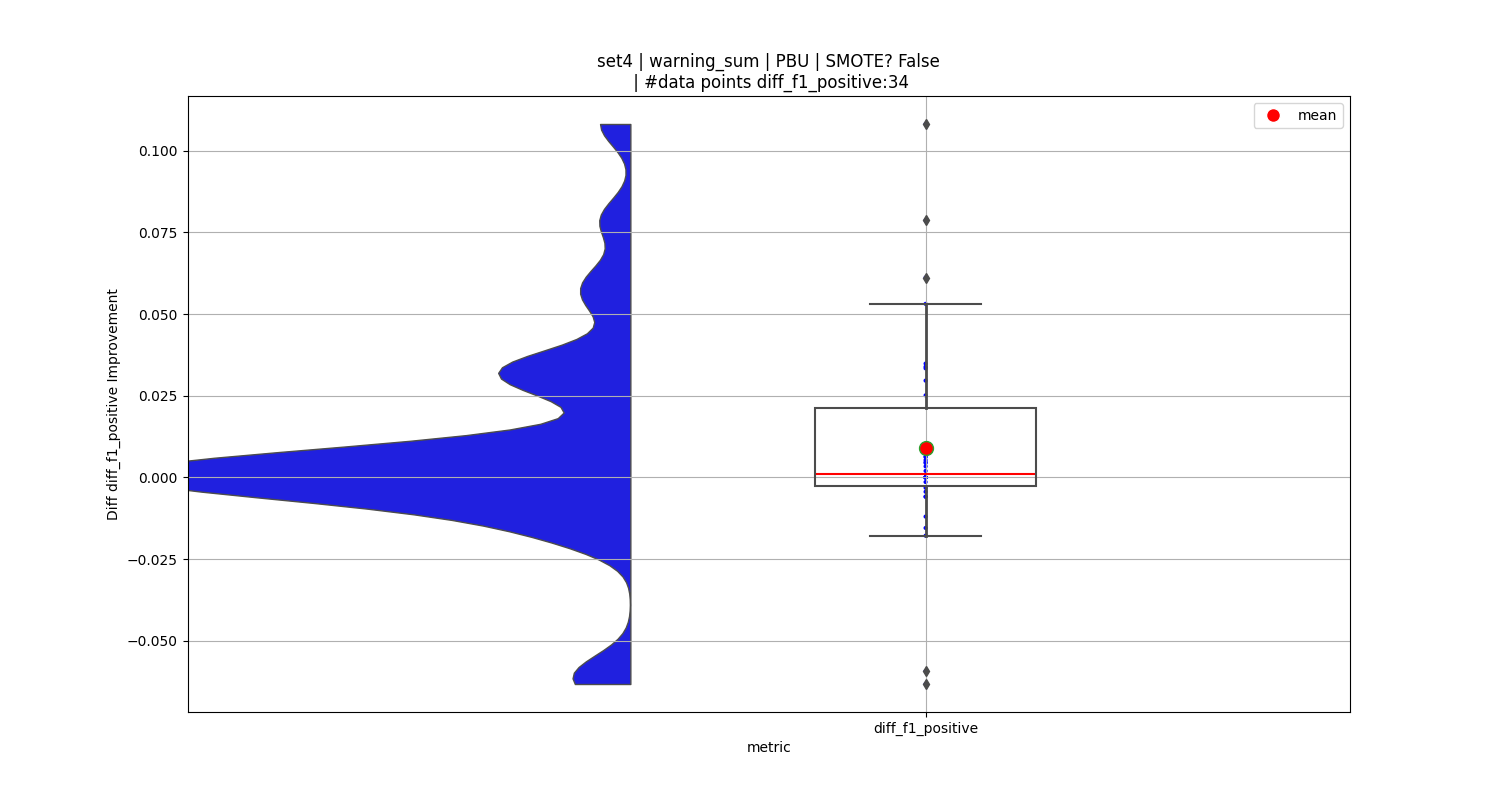 set4 | warning_sum | PBU | SMOTE? False
| #data points diff_f1_positive:34
mean
0.100
0.075
0.050
0.025
0.000
−0.025
−0.050
Diff diff_f1_positive Improvement
diff_f1_positive
metric